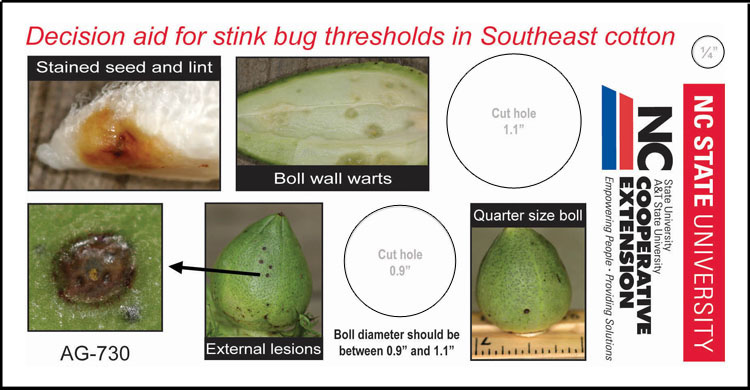 Decision aid for stink bug thresholds in Southeast cotton
¼”
Stained seed and lint
Boll wall warts
Cut hole
1.1”
External lesions
AG-730
Cut hole
0.9”
Boll diameter should be
between 0.9” and 1.1”
Quarter size boll
NC
State University
A&T State University
COOPERATIVE
EXTENSION
Empowering People • Providing Solutions
NC STATE UNIVERSITY